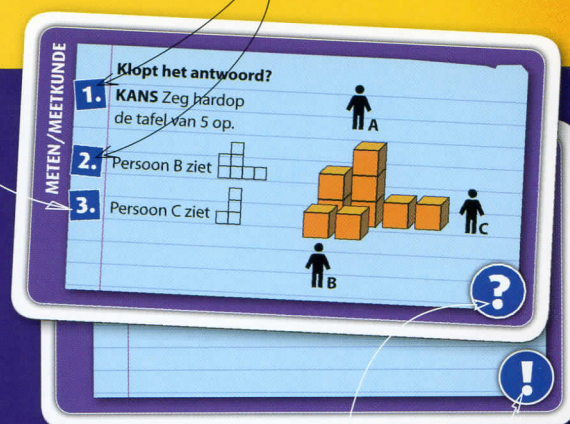 METEN/MEETKUNDE
Klopt het antwoord?
1. KANS Zeg hardop
de tafel van 5 op.
A
2. Persoon B ziet
3. Persoon C ziet
C
B
?
!